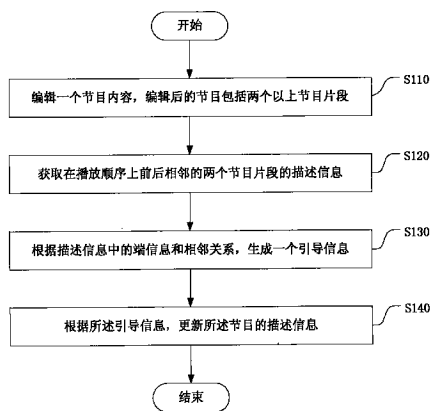 开始
S110
编辑一个节目内容，编辑后的节目包括两个以上节目片段
S120
获取在播放顺序上前后相邻的两个节目片段的描述信息
S130
根据描述信息中的端信息和相邻关系，生成一个引导信息
S140
根据所述引导信息，更新所述节目的描述信息
结束